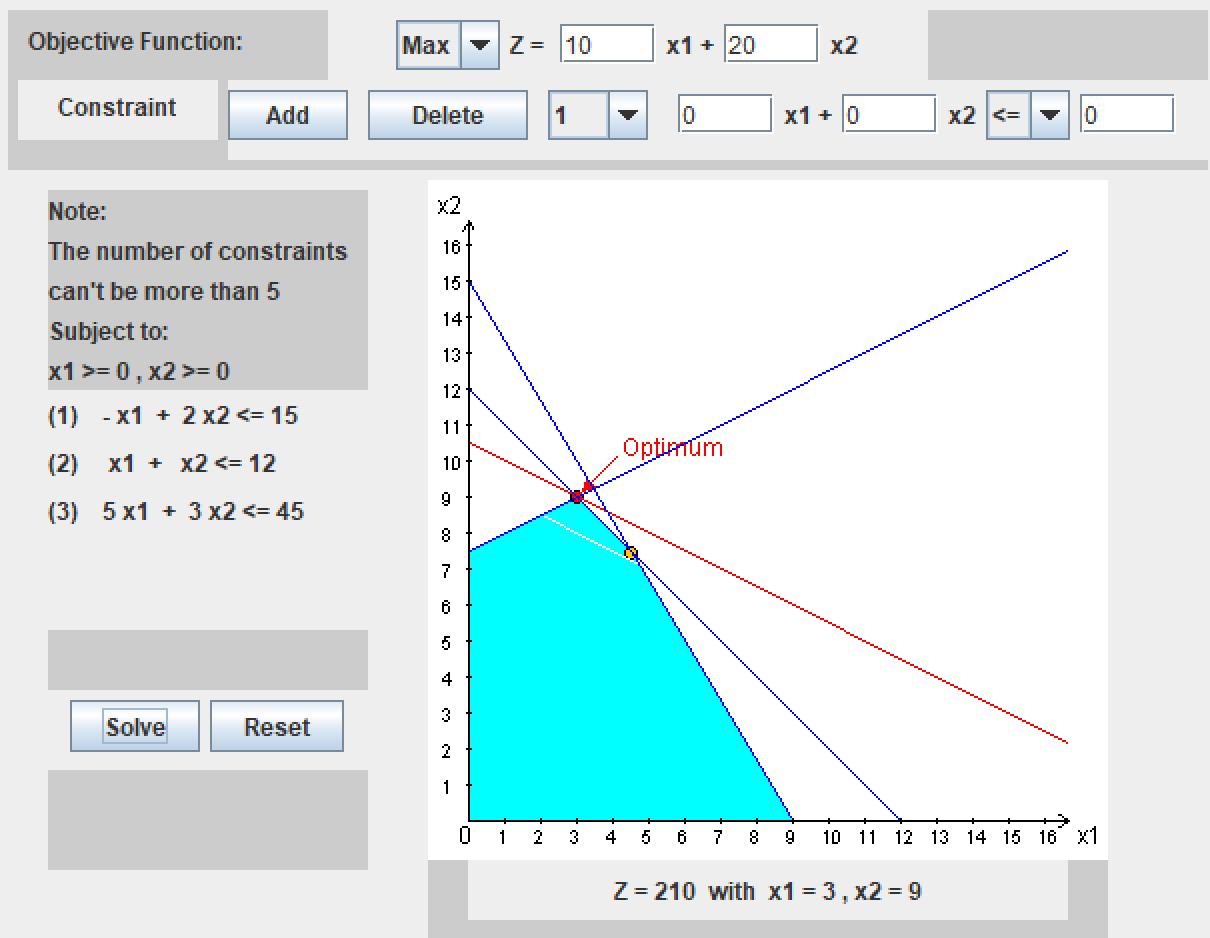 Objective Function:
Max Z = 10 x1 + 20 x2
Constraint Add Delete 1 0 x1 + 0 x2 <= 0
Note:
The number of constraints
can't be more than 5
Subject to:
x1 >= 0 , x2 >= 0
(1) - x1 + 2 x2 <= 15
(2) x1 + x2 <= 12
(3) 5 x1 + 3 x2 <= 45
Solve Reset
x2
16
15
14
13
12
11
10
9
8
7
6
5
4
3
2
1
Optimum
0 1 2 3 4 5 6 7 8 9 10 11 12 13 14 15 16 x1
Z = 210 with x1 = 3 , x2 = 9